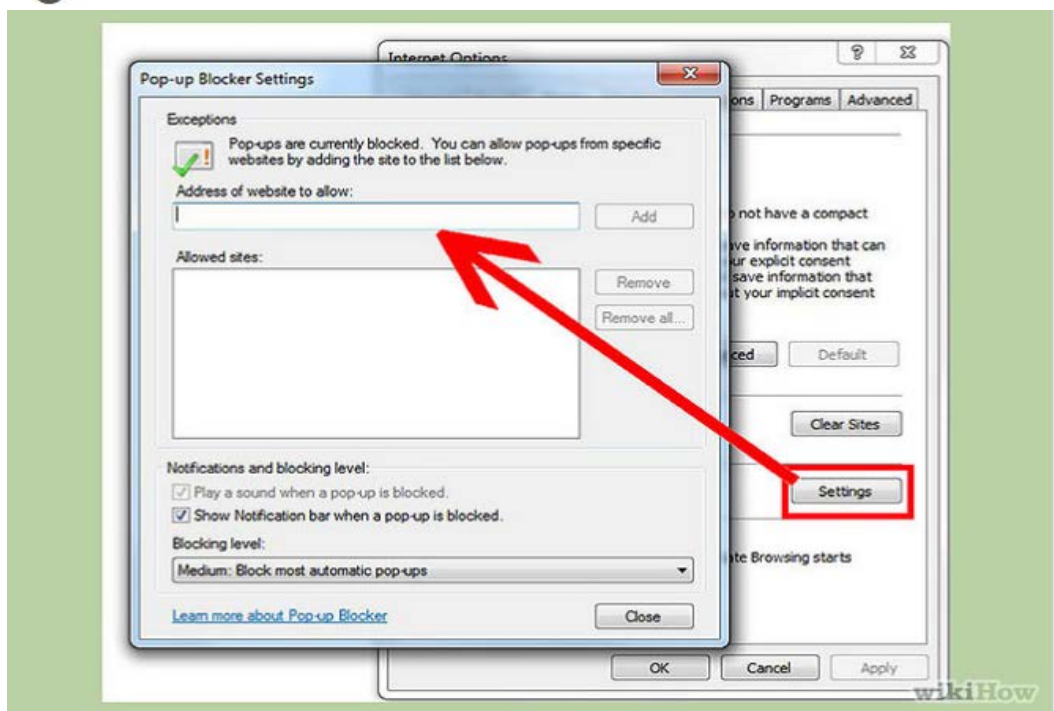 Internet Options
Pop-up Blocker Settings
ons Programs Advanced
Exceptions
Pop-ups are currently blocked. You can allow pop-ups from specific
websites by adding the site to the list below.
Address of website to allow:
Add
not have a compact
information that can
explicit consent
save information that
your implicit consent
Allowed sites:
Remove
Remove all...
Default
Clear Sites
Notifications and blocking level:
Play a sound when a pop-up is blocked.
Settings
Show Notification bar when a pop-up is blocked.
Blocking level:
Medium: Block most automatic pop-ups
Browsing starts
Learn more about Pop-up Blocker
Close
OK Cancel Apply
wikiHow